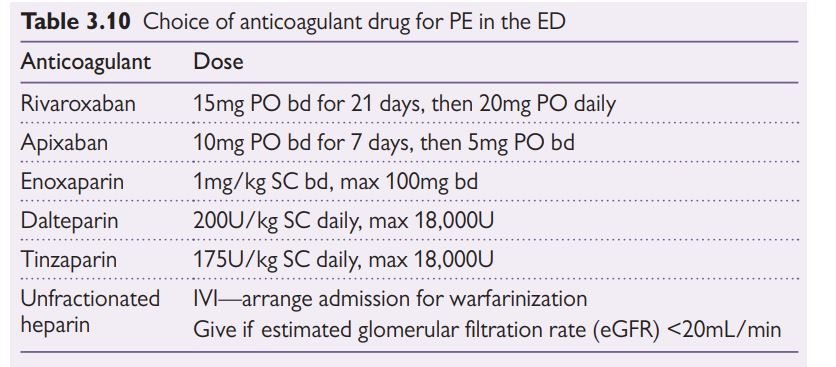 Table 3.10 Choice of anticoagulant drug for PE in the ED
Anticoagulant Dose
Rivaroxaban 15mg PO bd for 21 days, then 20mg PO daily
Apixaban 10mg PO bd for 7 days, then 5mg PO bd
Enoxaparin 1mg/kg SC bd, max 100mg bd
Dalteparin 200U/kg SC daily, max 18,000U
Tinzaparin 175U/kg SC daily, max 18,000U
Unfractionated IVI—arrange admission for warfarinization
heparin Give if estimated glomerular filtration rate (eGFR) <20mL/min